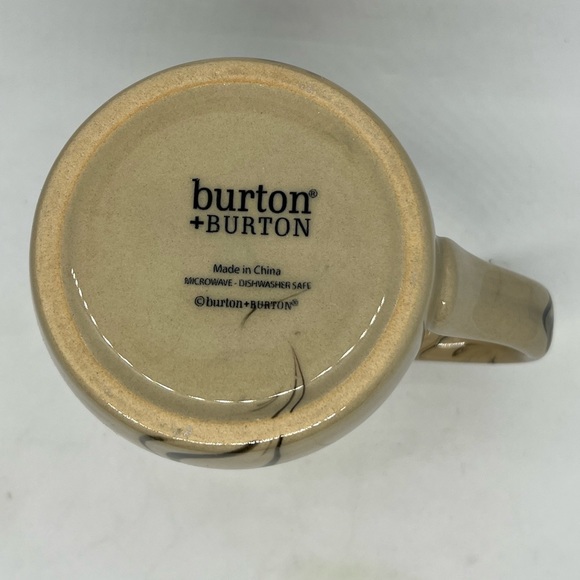 burton®
+BURTON
Made in China
MICROWAVE - DISHWASHER SAFE
©burton+BURTON®